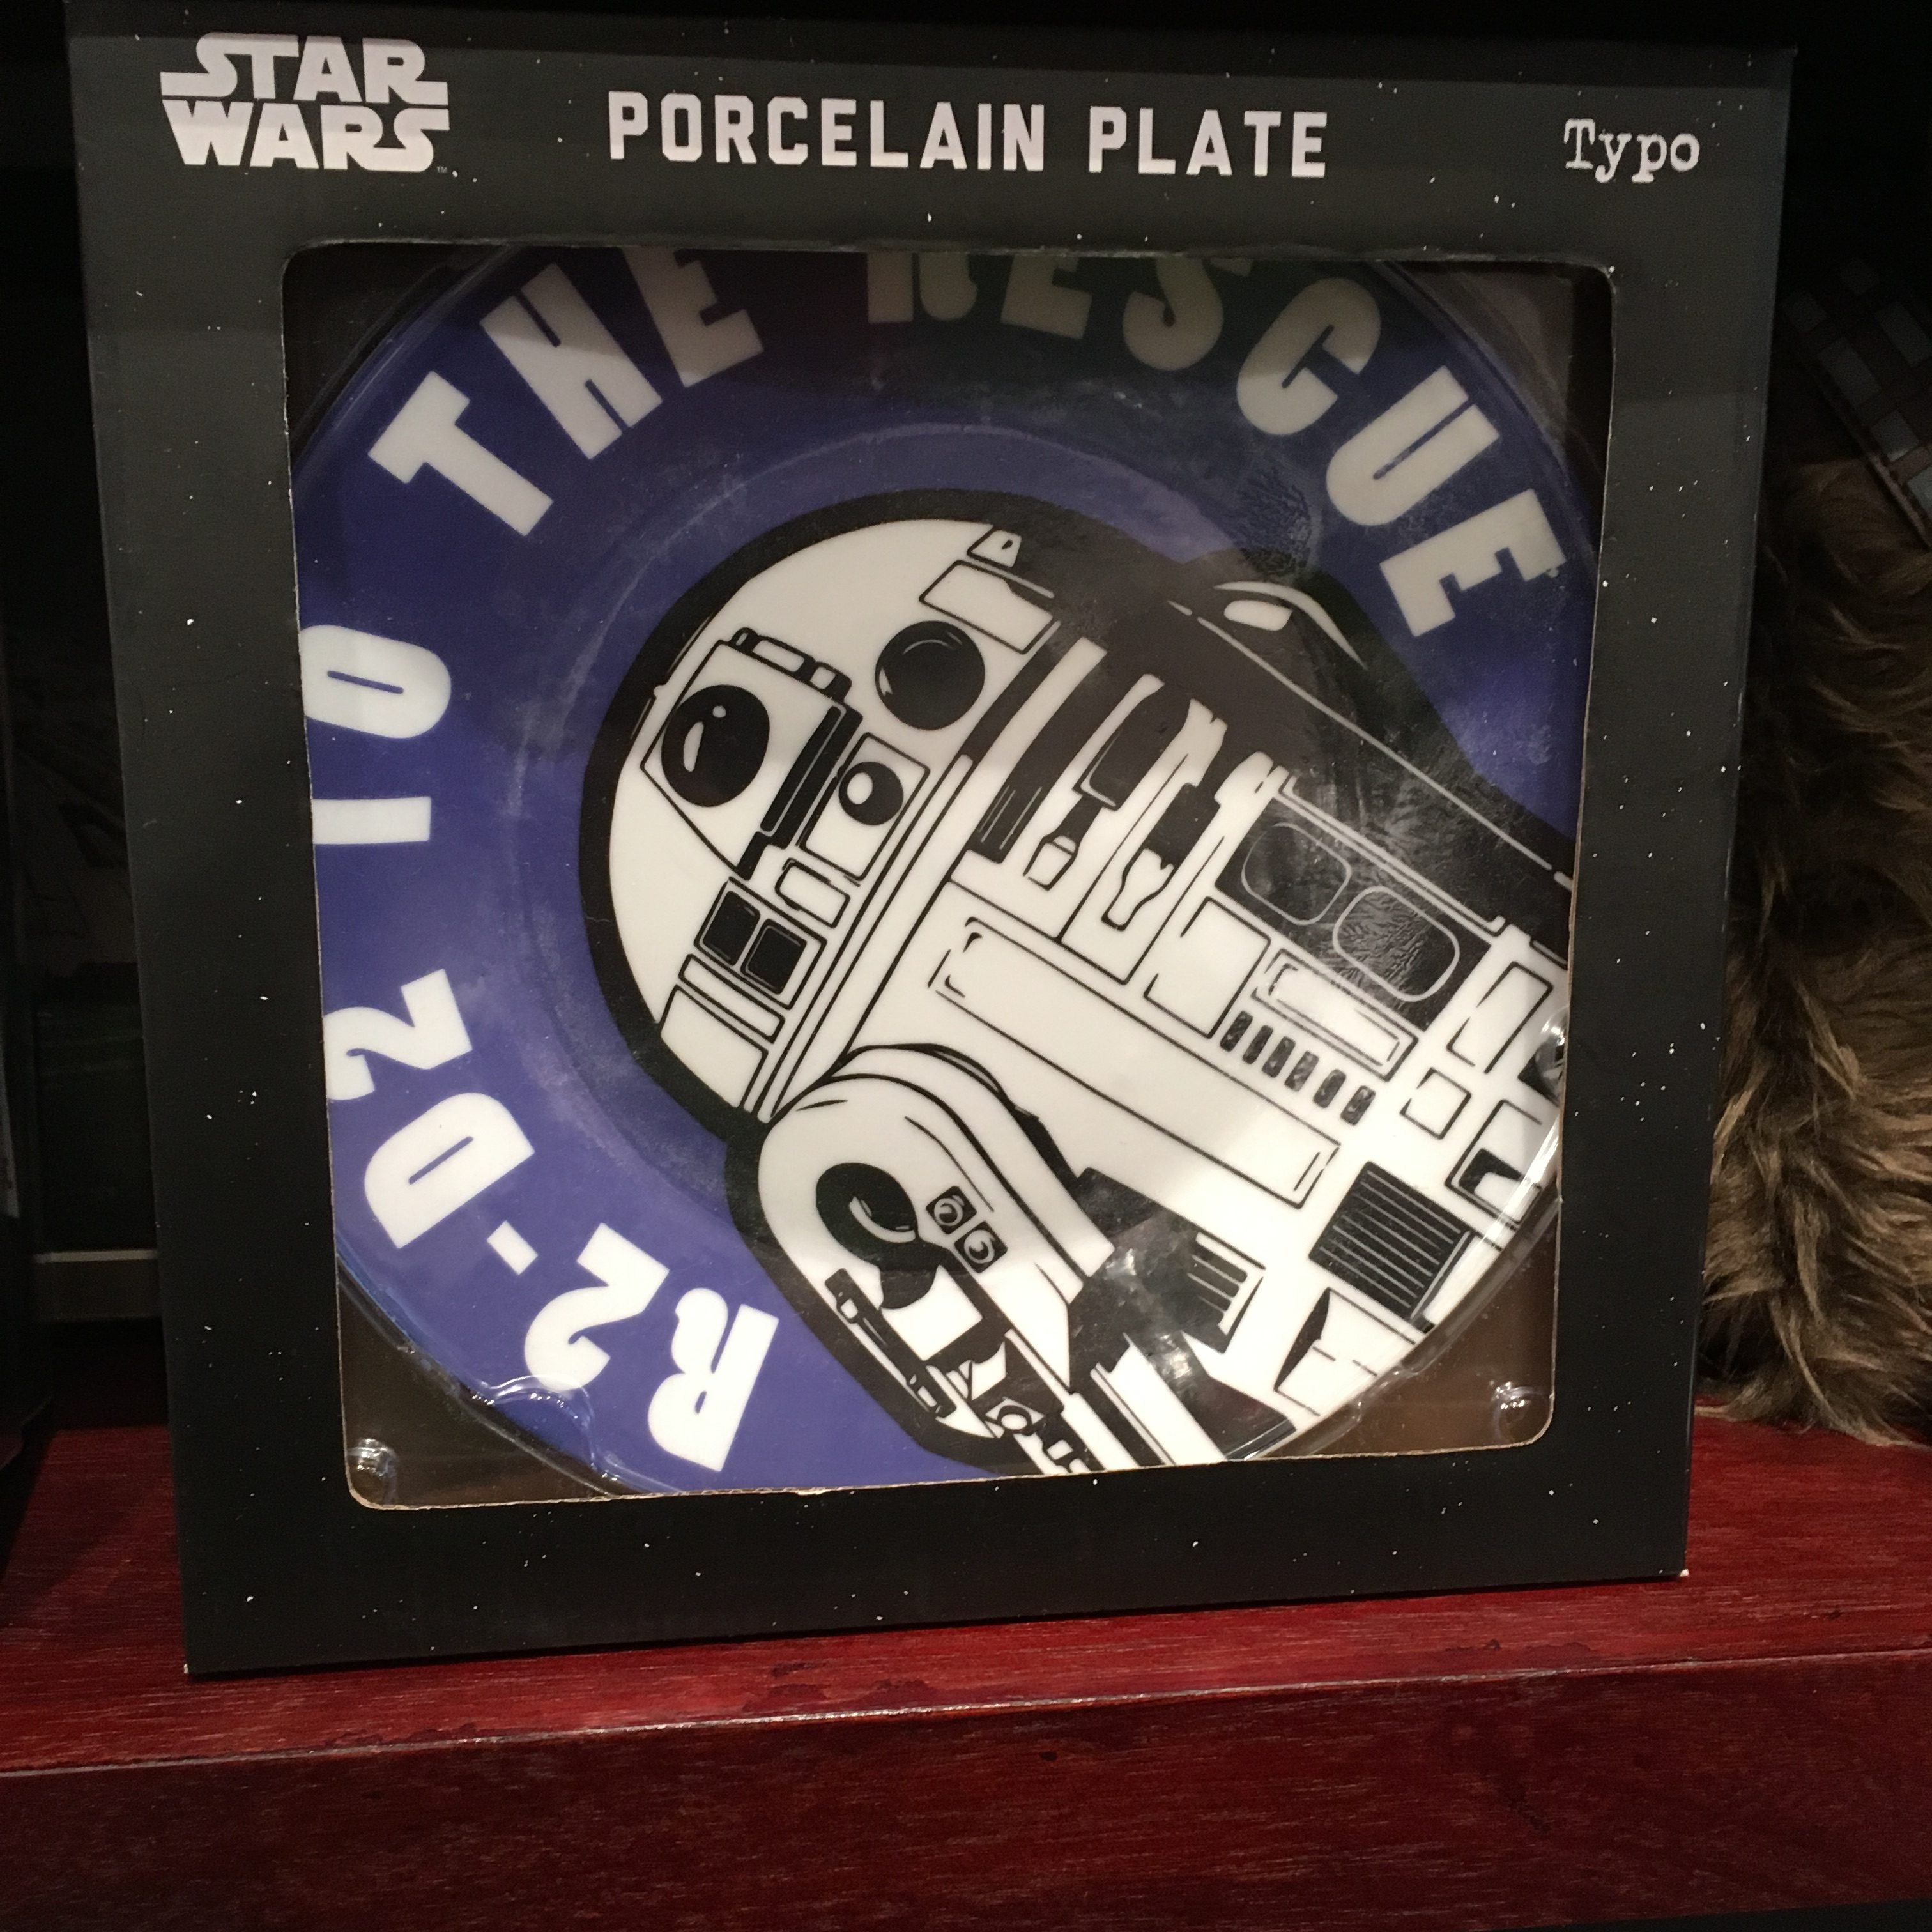 STAR
WARS
PORCELAIN PLATE
Typo
R2-D2 TO THE RESCUE